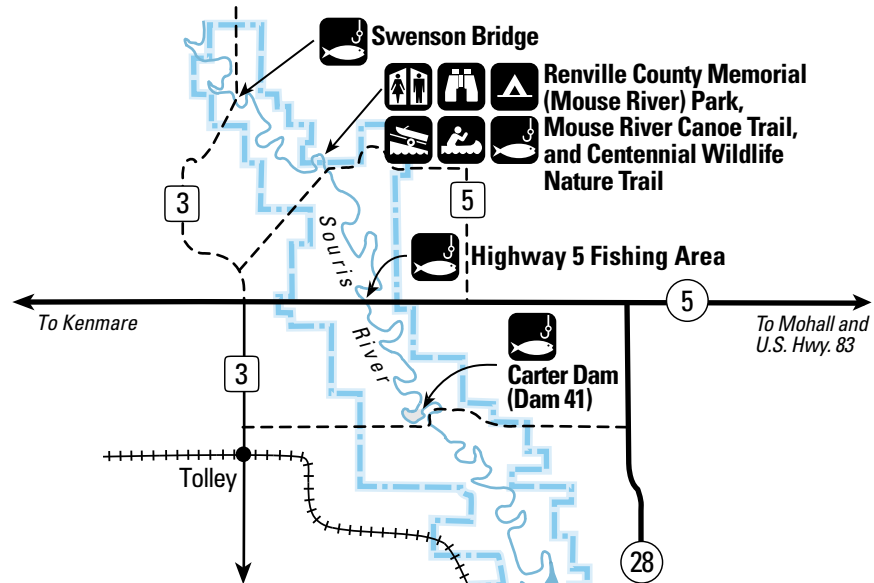 Swenson Bridge
Renville County Memorial
(Mouse River) Park,
Mouse River Canoe Trail,
and Centennial Wildlife
Nature Trail
3
5
Souris
River
Highway 5 Fishing Area
5
To Kenmare
To Mohall and
U.S. Hwy. 83
3
Carter Dam
(Dam 41)
Tolley
28